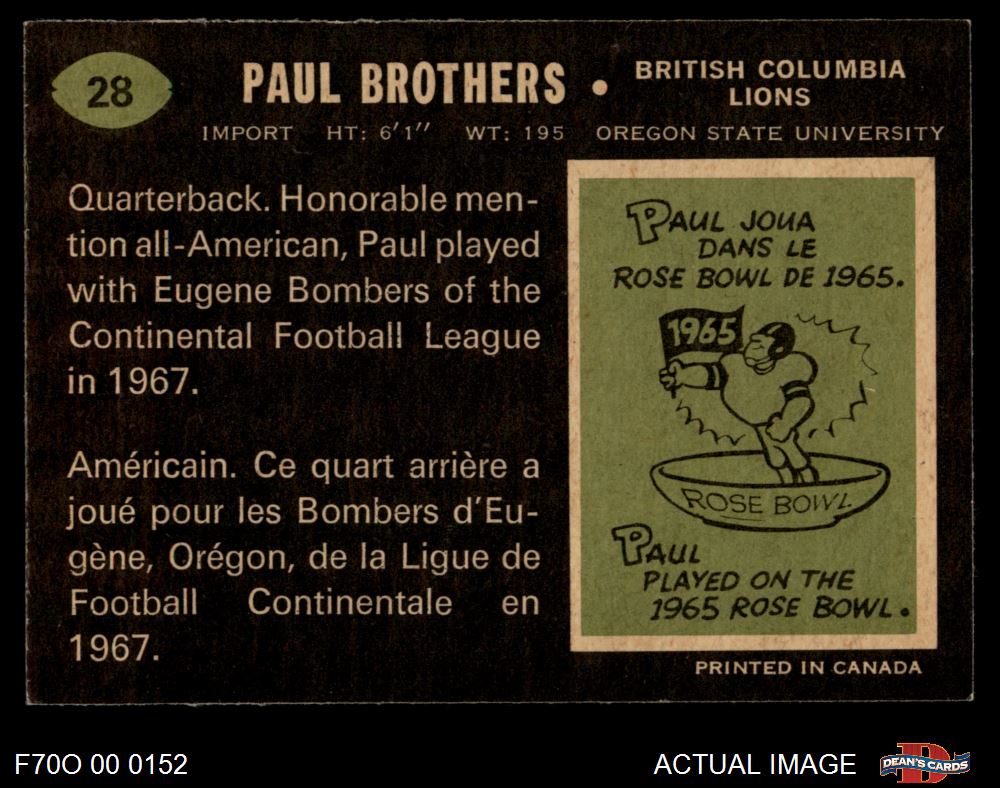 28
PAUL BROTHERS • BRITISH COLUMBIA
LIONS
IMPORT HT: 6'1" WT: 195 OREGON STATE UNIVERSITY
Quarterback. Honorable men-
tion all-American, Paul played
with Eugene Bombers of the
Continental Football League
in 1967.
Américain. Ce quart arrière a
joué pour les Bombers d'Eu-
gène, Orégon, de la Ligue de
Football Continentale en
1967.
PAUL JOUA
DANS LE
ROSE BOWL DE 1965.
1965
ROSE BOWL
PAUL
PLAYED ON THE
1965 ROSE BOWL.
PRINTED IN CANADA
F70O 00 0152
ACTUAL IMAGE
DEAN'S CARDS